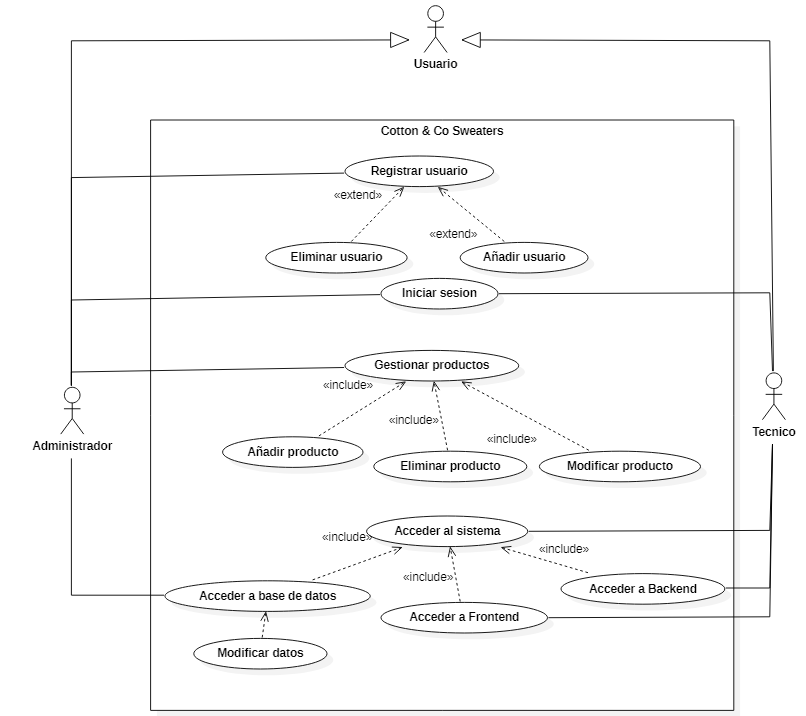 Usuario
Cotton & Co Sweaters
Registrar usuario
«extend»
«extend»
Eliminar usuario
Añadir usuario
Iniciar sesion
Gestionar productos
«include»
«include»
«include»
Administrador
Tecnico
Añadir producto
Eliminar producto
Modificar producto
Acceder al sistema
«include»
«include»
«include»
Acceder a base de datos
Acceder a Backend
Acceder a Frontend
Modificar datos